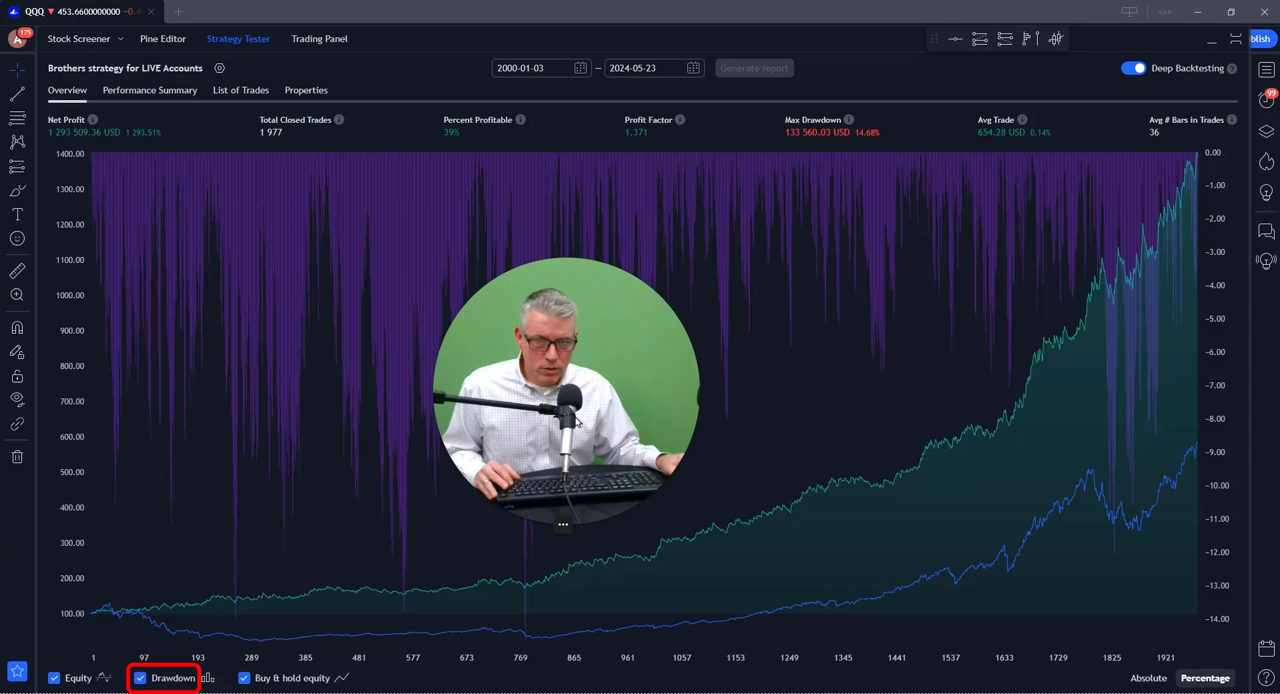 QQQ ▼ 453.6600000000 −0.4
175
Stock Screener Pine Editor Strategy Tester Trading Panel
blish
Brothers strategy for LIVE Accounts
2000-01-03 – 2024-05-23 Generate report
Deep Backtesting
Overview Performance Summary List of Trades Properties
99
Net Profit Total Closed Trades Percent Profitable Profit Factor Max Drawdown Avg Trade Avg # Bars in Trades
1 293 509.36 USD 1 293.51% 1 977 39% 1.371 133 560.03 USD 14.68% 654.28 USD 0.14% 36
1400.00 0.00
1300.00 −1.00
1200.00 −2.00
1100.00 −3.00
1000.00 −4.00
900.00 −5.00
800.00 −6.00
−7.00
700.00 −8.00
600.00 −9.00
500.00 −10.00
400.00 −11.00
300.00 −12.00
200.00 −13.00
100.00 −14.00
1 97 193 289 385 481 577 673 769 865 961 1057 1153 1249 1345 1441 1537 1633 1729 1825 1921
Equity Drawdown Buy & hold equity Absolute Percentage